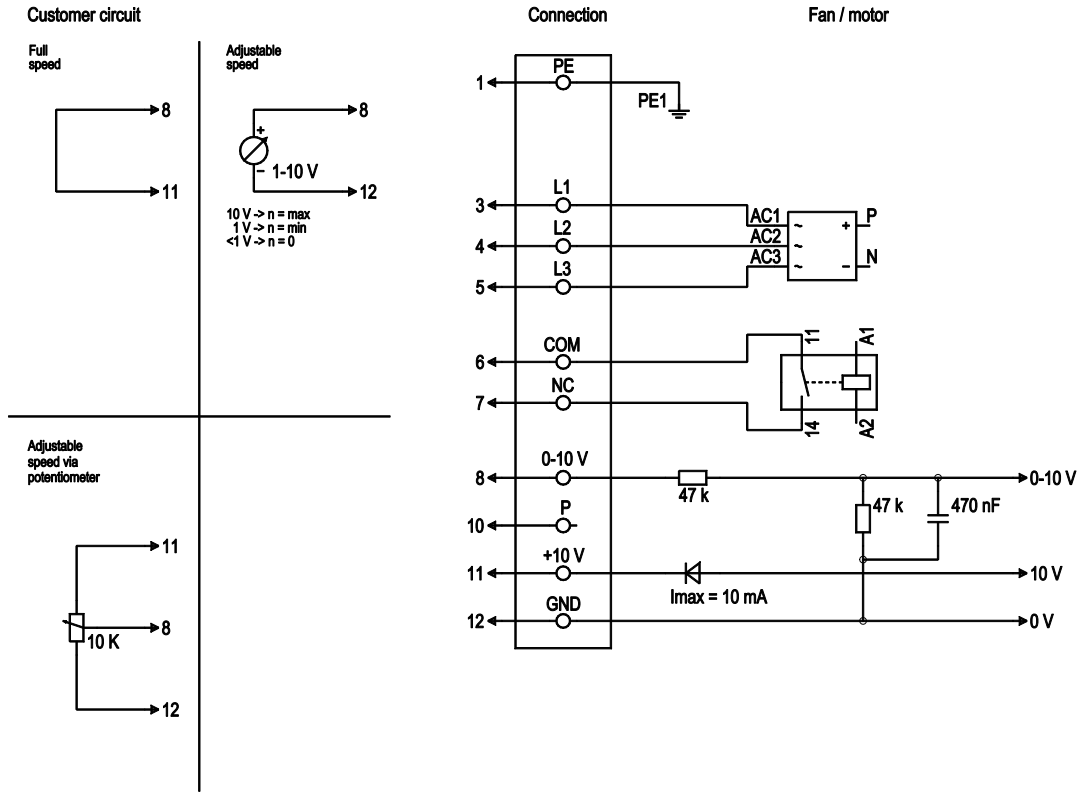 Customer circuit
Connection
Fan / motor
Full
speed
8
11
Adjustable
speed
8
+
−
1-10 V
12
10 V -> n = max
1 V -> n = min
<1 V -> n = 0
Adjustable
speed via
potentiometer
11
8
10 K
12
1
PE
PE1
3
L1
4
L2
5
L3
AC1
AC2
AC3
~
~
~
+
−
P
N
6
COM
7
NC
11
14
A1
A2
8
0-10 V
47 k
47 k
470 nF
0-10 V
10
P
11
+10 V
Imax = 10 mA
10 V
12
GND
0 V